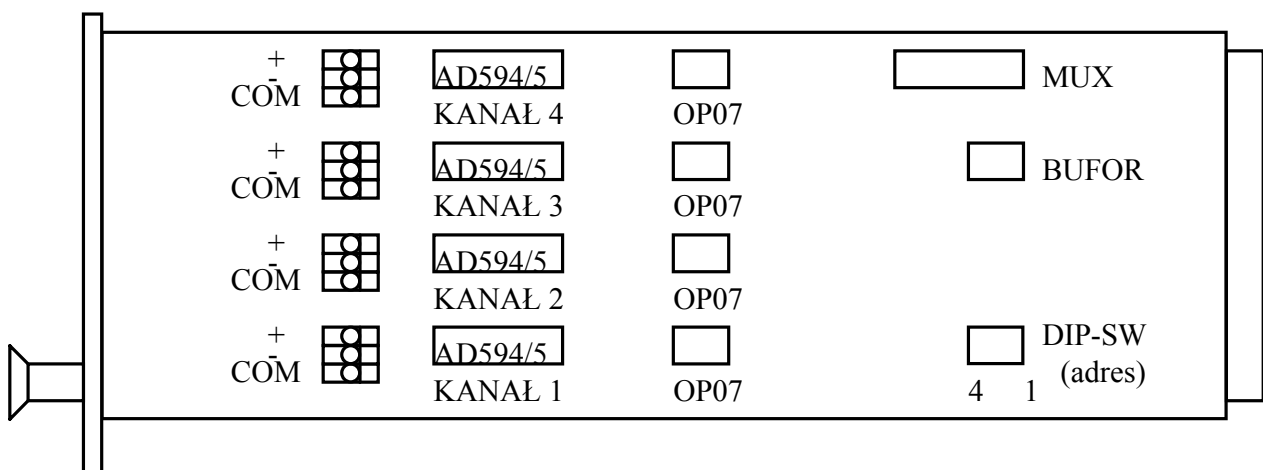 +
-
COM
AD594/5
KANAŁ 4
OP07
MUX
+
-
COM
AD594/5
KANAŁ 3
OP07
BUFOR
+
-
COM
AD594/5
KANAŁ 2
OP07
+
-
COM
AD594/5
KANAŁ 1
OP07
DIP-SW
(adres)
4 1